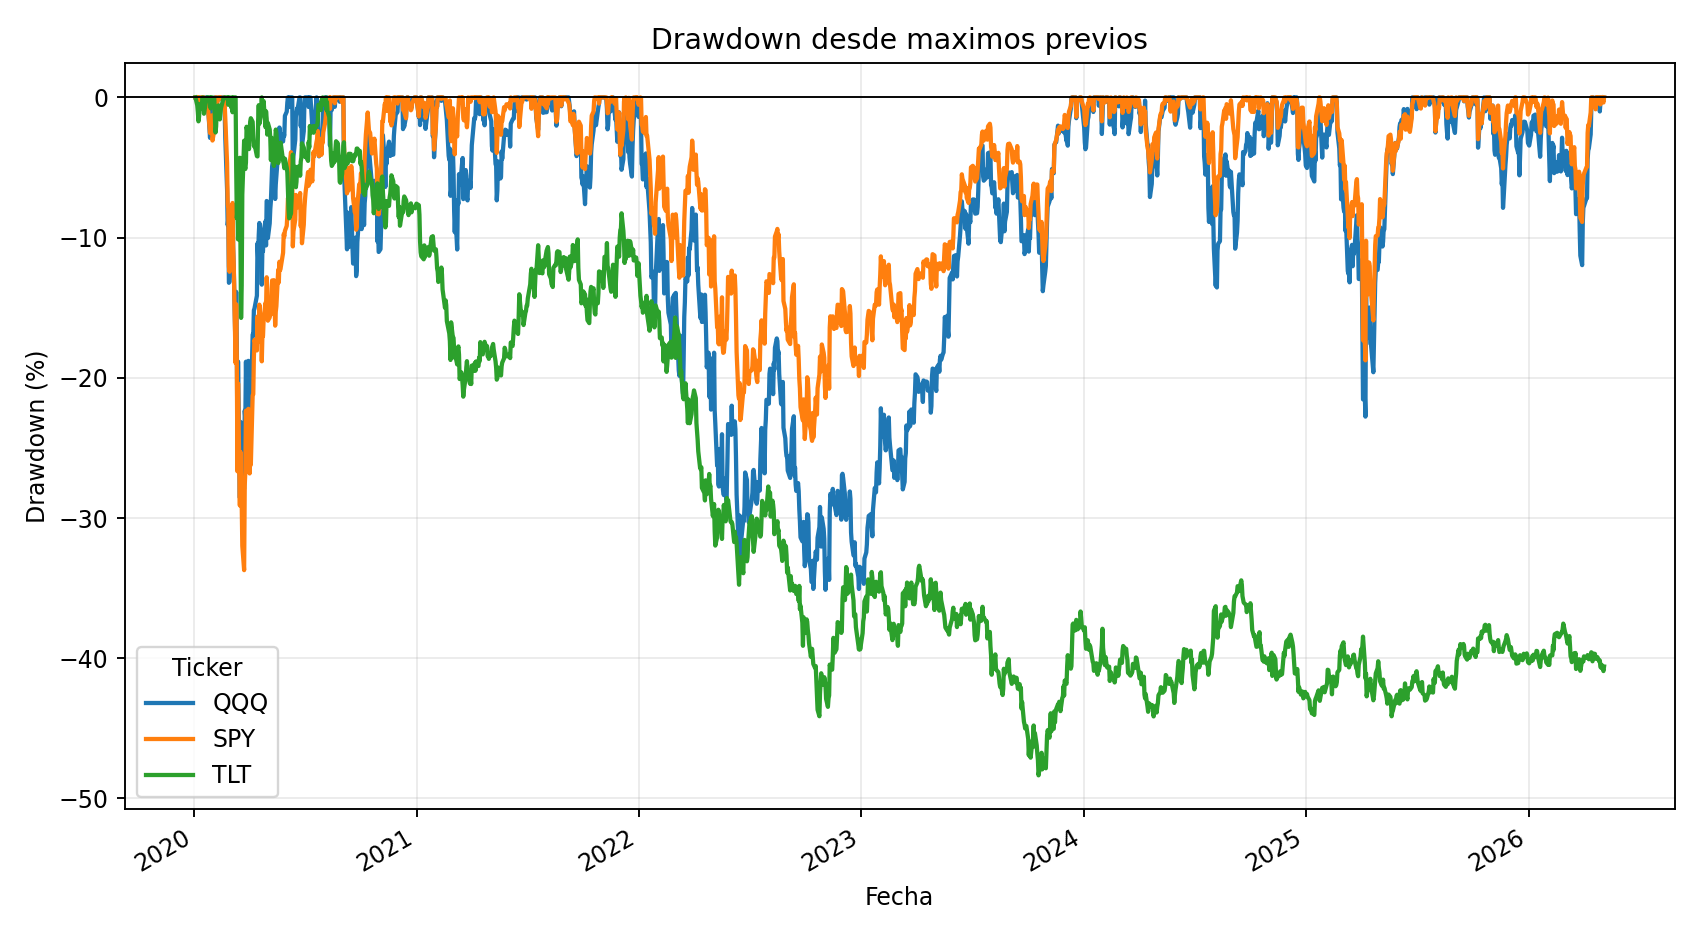 Drawdown desde maximos previos
Drawdown (%)
0
−10
−20
−30
−40
−50
Ticker
QQQ
SPY
TLT
2020
2021
2022
2023
2024
2025
2026
Fecha